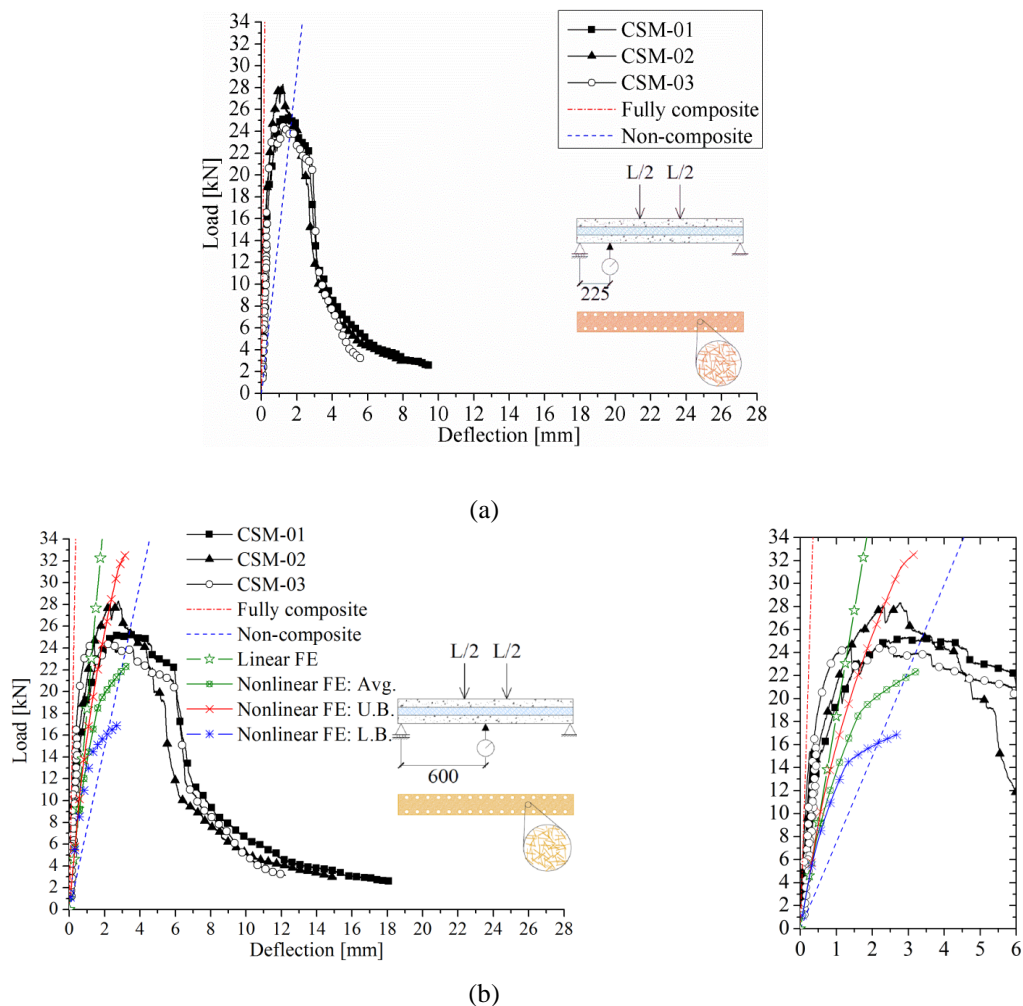 34
32
30
28
26
24
22
20
18
16
14
12
10
8
6
4
2
0
Load [kN]
CSM-01
CSM-02
CSM-03
Fully composite
Non-composite
L/2 L/2
225
0 2 4 6 8 10 12 14 16 18 20 22 24 26 28
Deflection [mm]
(a)
34
32
30
28
26
24
22
20
18
16
14
12
10
8
6
4
2
0
Load [kN]
CSM-01
CSM-02
CSM-03
Fully composite
Non-composite
Linear FE
Nonlinear FE: Avg.
Nonlinear FE: U.B.
Nonlinear FE: L.B.
L/2 L/2
600
0 2 4 6 8 10 12 14 16 18 20 22 24 26 28
Deflection [mm]
34
32
30
28
26
24
22
20
18
16
14
12
10
8
6
4
2
0
0 1 2 3 4 5 6
(b)